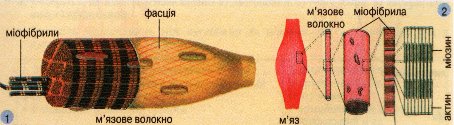 фасція
міофібрили
1
м'язове волокно
м'язове
волокно
міофібрила
2
міозин
актин
м'яз